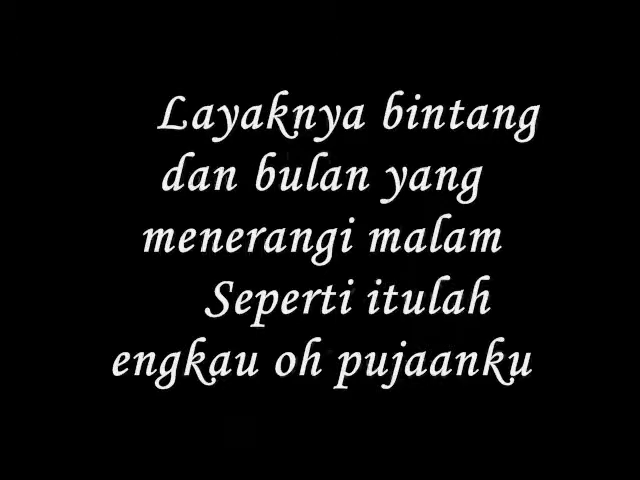 Layaknya bintang
dan bulan yang
menerangi malam
Seperti itulah
engkau oh pujaanku